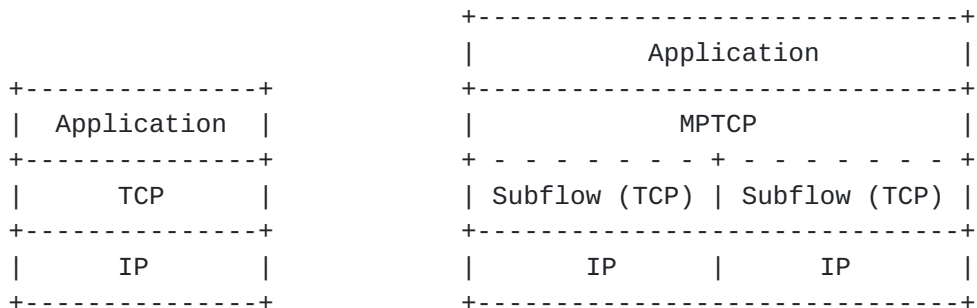 +-------------------------------+
                             |           Application         |
+---------------+            +-------------------------------+
|  Application  |            |             MPTCP             |
+---------------+            + - - - - - - - + - - - - - - - +
|      TCP      |            | Subflow (TCP) | Subflow (TCP) |
+---------------+            +-------------------------------+
|      IP       |            |       IP      |      IP       |
+---------------+            +-------------------------------+